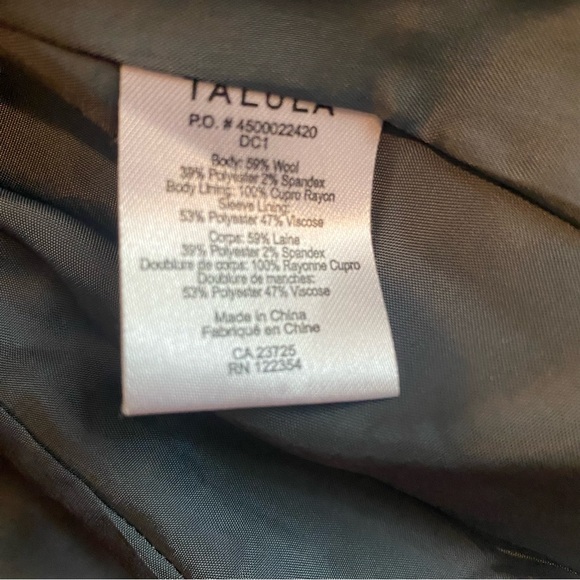 TALULA
P.O. # 4500022420
DC1
Body: 59% Wool
39% Polyester 2% Spandex
Body Lining: 100% Cupro Rayon
Sleeve Lining:
53% Polyester 47% Viscose
Corps: 59% Laine
39% Polyester 2% Spandex
Doublure de corps: 100% Rayonne Cupro
Doublure de manches:
53% Polyester 47% Viscose
Made in China
Fabriqué en Chine
CA 23725
RN 122354